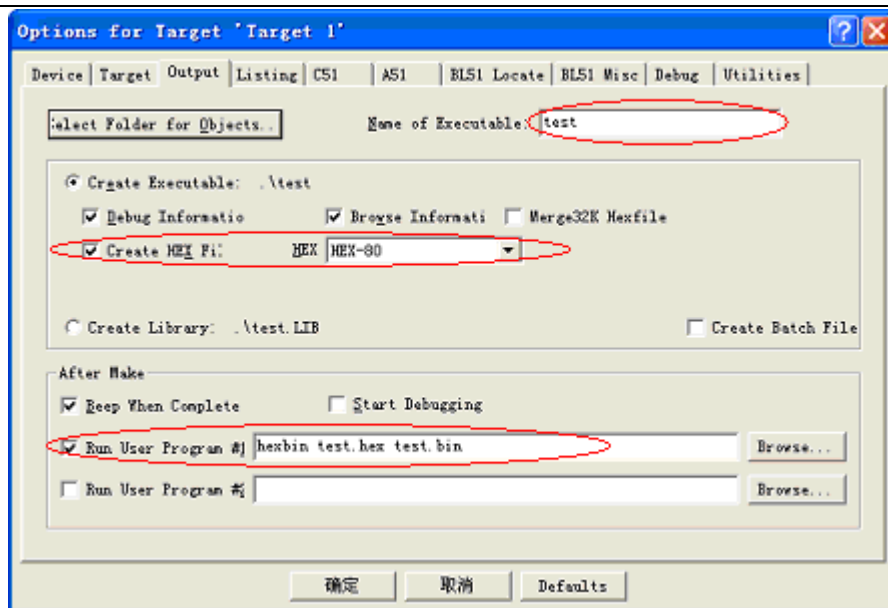 Options for Target 'Target 1'
Device Target Output Listing C51 A51 BL51 Locate BL51 Misc Debug Utilities
elect Folder for Objects.. Name of Executable: test
Create Executable: .\test
Debug Informatio Browse Informati Merge32K Hexfile
Create HEX Fi: HEX HEX-80
Create Library: .\test.LIB Create Batch File
After Make
Beep When Complete Start Debugging
Run User Program #1 hexbin test.hex test.bin Browse...
Run User Program #2 Browse...
确定 取消 Defaults